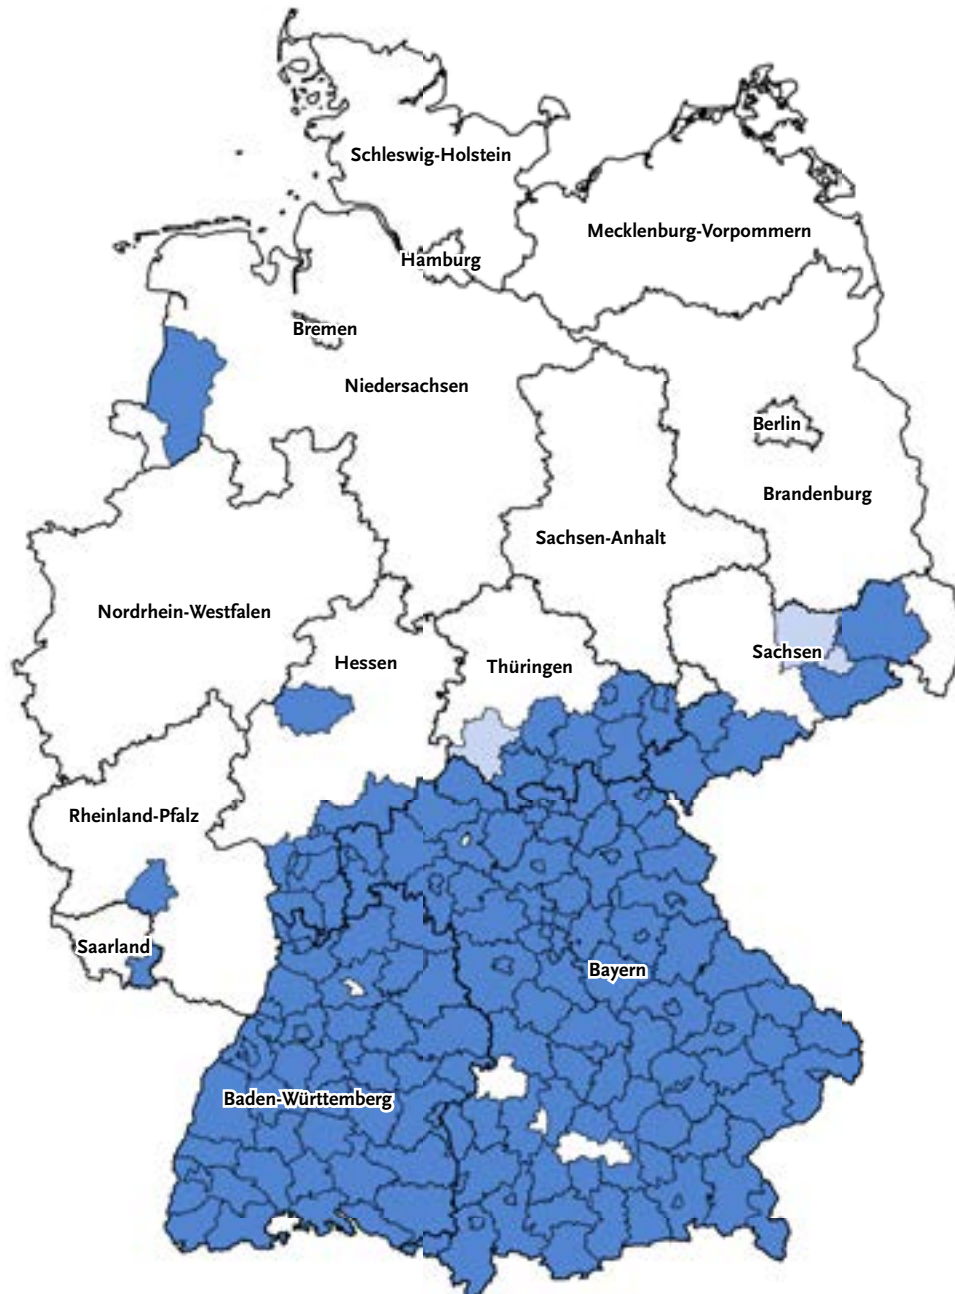 Schleswig-Holstein
Mecklenburg-Vorpommern
Hamburg
Bremen
Niedersachsen
Berlin
Brandenburg
Sachsen-Anhalt
Nordrhein-Westfalen
Sachsen
Hessen
Thüringen
Rheinland-Pfalz
Saarland
Bayern
Baden-Württemberg